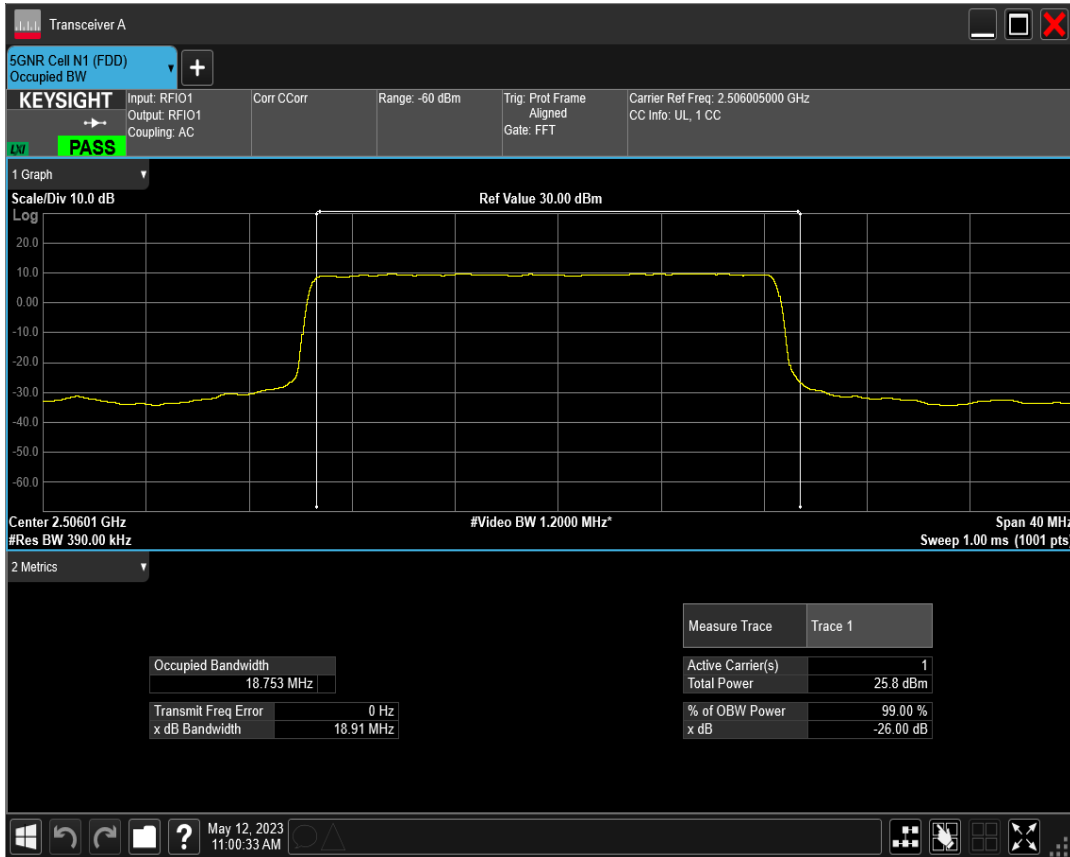 Transceiver A
5GNR Cell N1 (FDD)
Occupied BW
+
KEYSIGHT
LXI PASS
Input: RFIO1
Output: RFIO1
Coupling: AC
Corr CCorr
Range: -60 dBm
Trig: Prot Frame
Aligned
Gate: FFT
Carrier Ref Freq: 2.506005000 GHz
CC Info: UL, 1 CC
1 Graph
Scale/Div 10.0 dB Ref Value 30.00 dBm
Log
20.0
10.0
0.00
-10.0
-20.0
-30.0
-40.0
-50.0
-60.0
Center 2.50601 GHz #Video BW 1.2000 MHz* Span 40 MHz
#Res BW 390.00 kHz Sweep 1.00 ms (1001 pts)
2 Metrics
Measure Trace Trace 1
Occupied Bandwidth
18.753 MHz
Active Carrier(s) 1
Total Power 25.8 dBm
Transmit Freq Error 0 Hz
x dB Bandwidth 18.91 MHz
% of OBW Power 99.00 %
x dB -26.00 dB
?
May 12, 2023
11:00:33 AM